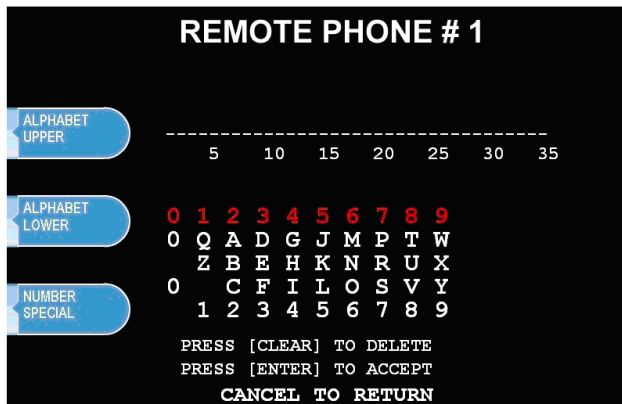 REMOTE PHONE # 1
ALPHABET
UPPER
-----------------------------------
5 10 15 20 25 30 35
ALPHABET
LOWER
0 1 2 3 4 5 6 7 8 9
0 Q A D G J M P T W
Z B E H K N R U X
0 C F I L O S V Y
1 2 3 4 5 6 7 8 9
NUMBER
SPECIAL
PRESS [CLEAR] TO DELETE
PRESS [ENTER] TO ACCEPT
CANCEL TO RETURN